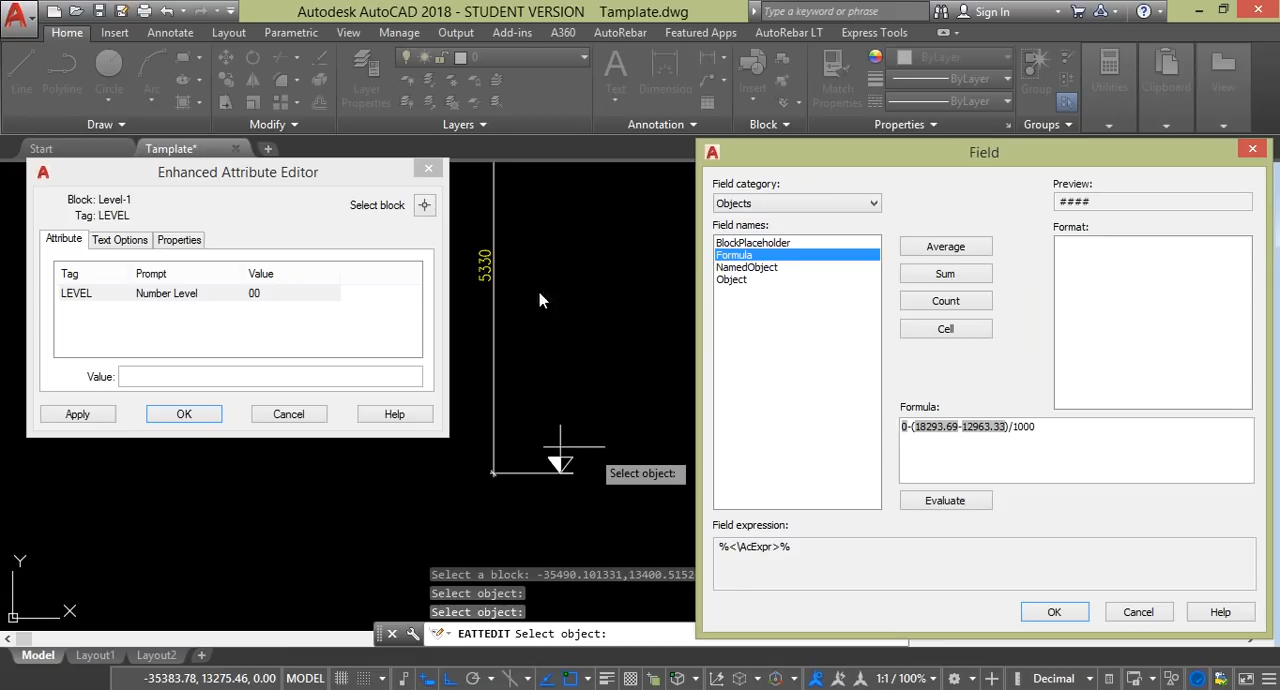 Autodesk AutoCAD 2018 - STUDENT VERSION Tamplate.dwg
Type a keyword or phrase
Sign In
Home Insert Annotate Layout Parametric View Manage Output Add-ins A360 AutoRebar Featured Apps AutoRebar LT Express Tools
Line Polyline Circle Arc
Layer Properties
0
Text Dimension
Insert
Match Properties
ByLayer
ByLayer
ByLayer
Group
Utilities
Clipboard
View
Draw
Modify
Layers
Annotation
Block
Properties
Groups
Start
Tamplate*
Enhanced Attribute Editor
Block: Level-1
Tag: LEVEL
Select block
Attribute Text Options Properties
Tag Prompt Value
LEVEL Number Level 00
Value:
Apply OK Cancel Help
5330
Select object:
Y
X
Field
Field category:
Objects
Field names:
BlockPlaceholder
Formula
NamedObject
Object
Average
Sum
Count
Cell
Preview:
####
Format:
Formula:
0-(18293.69-12963.33)/1000
Evaluate
Field expression:
%<\AcExpr>%
OK Cancel Help
Select a block: -35490.101331,13400.5152
Select object:
Select object:
EATTEDIT Select object:
Model Layout1 Layout2
-35383.78, 13275.46, 0.00 MODEL
1:1 / 100%
Decimal